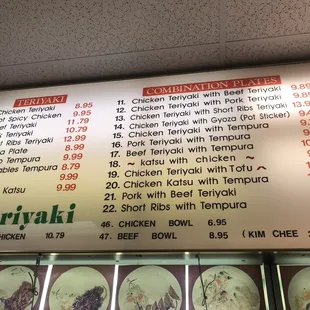 TERIYAKI
Chicken Teriyaki 8.95
Spicy Chicken 9.95
Teriyaki 11.79
Teriyaki 10.79
Ribs Teriyaki 12.99
Plate 8.99
Tempura 9.99
ables Tempura 8.79
9.99
Katsu 9.99
COMBINATION PLATES
11. Chicken Teriyaki with Beef Teriyaki 9.89
12. Chicken Teriyaki with Pork Teriyaki
13. Chicken Teriyaki with Short Ribs Teriyaki
14. Chicken Teriyaki with Gyoza (Pot Sticker)
15. Chicken Teriyaki with Tempura
16. Pork Teriyaki with Tempura
17. Beef Teriyaki with Tempura
18. ~ katsu with chicken ~
19. Chicken Teriyaki with Tofu
20. Chicken Katsu with Tempura
21. Pork with Beef Teriyaki
22. Short Ribs with Tempura
eriyaki
CHICKEN 10.79
46. CHICKEN BOWL 6.95
47. BEEF BOWL 8.95 (KIM CHEE